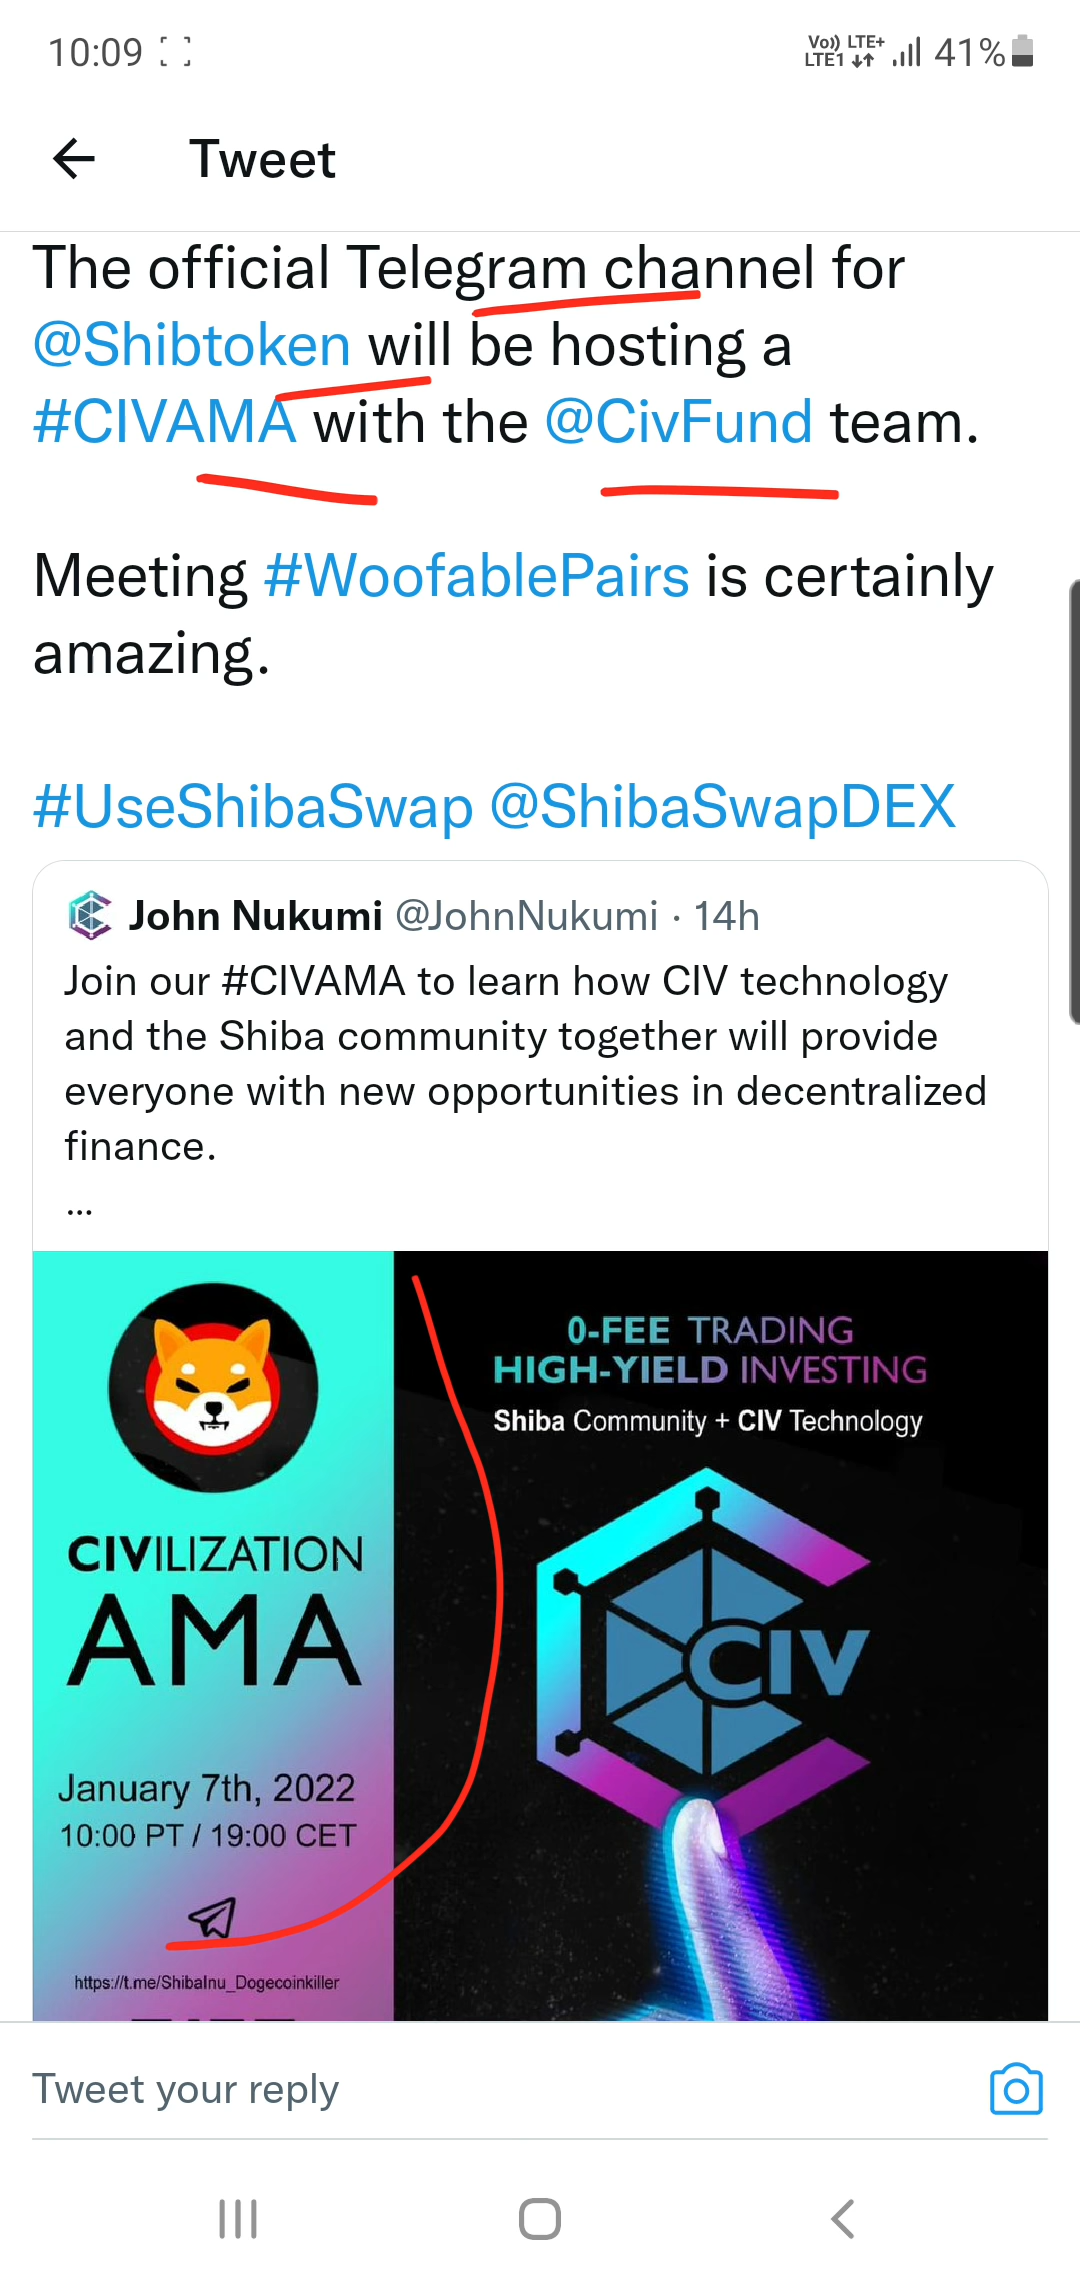 10:09
Vo)) LTE+
LTE1
41%
Tweet
The official Telegram channel for
@Shibtoken will be hosting a
#CIVAMA with the @CivFund team.
Meeting #WoofablePairs is certainly
amazing.
#UseShibaSwap @ShibaSwapDEX
John Nukumi @JohnNukumi · 14h
Join our #CIVAMA to learn how CIV technology
and the Shiba community together will provide
everyone with new opportunities in decentralized
finance.
...
CIVILIZATION
AMA
January 7th, 2022
10:00 PT / 19:00 CET
https://t.me/ShibaInu_Dogecoinkiller
0-FEE TRADING
HIGH-YIELD INVESTING
Shiba Community + CIV Technology
CIV
Tweet your reply